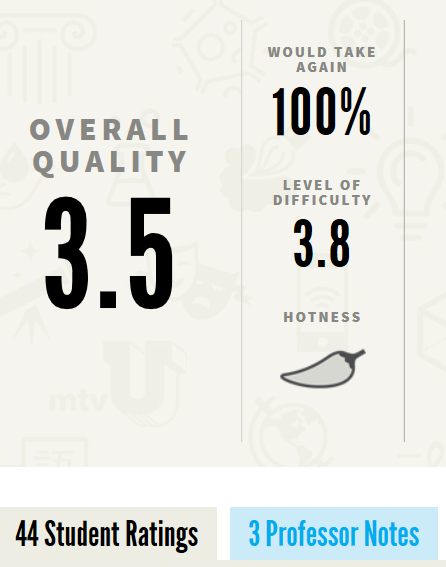 OVERALL
QUALITY
3.5
WOULD TAKE
AGAIN
100%
LEVEL OF
DIFFICULTY
3.8
HOTNESS
mtv U
44 Student Ratings
3 Professor Notes